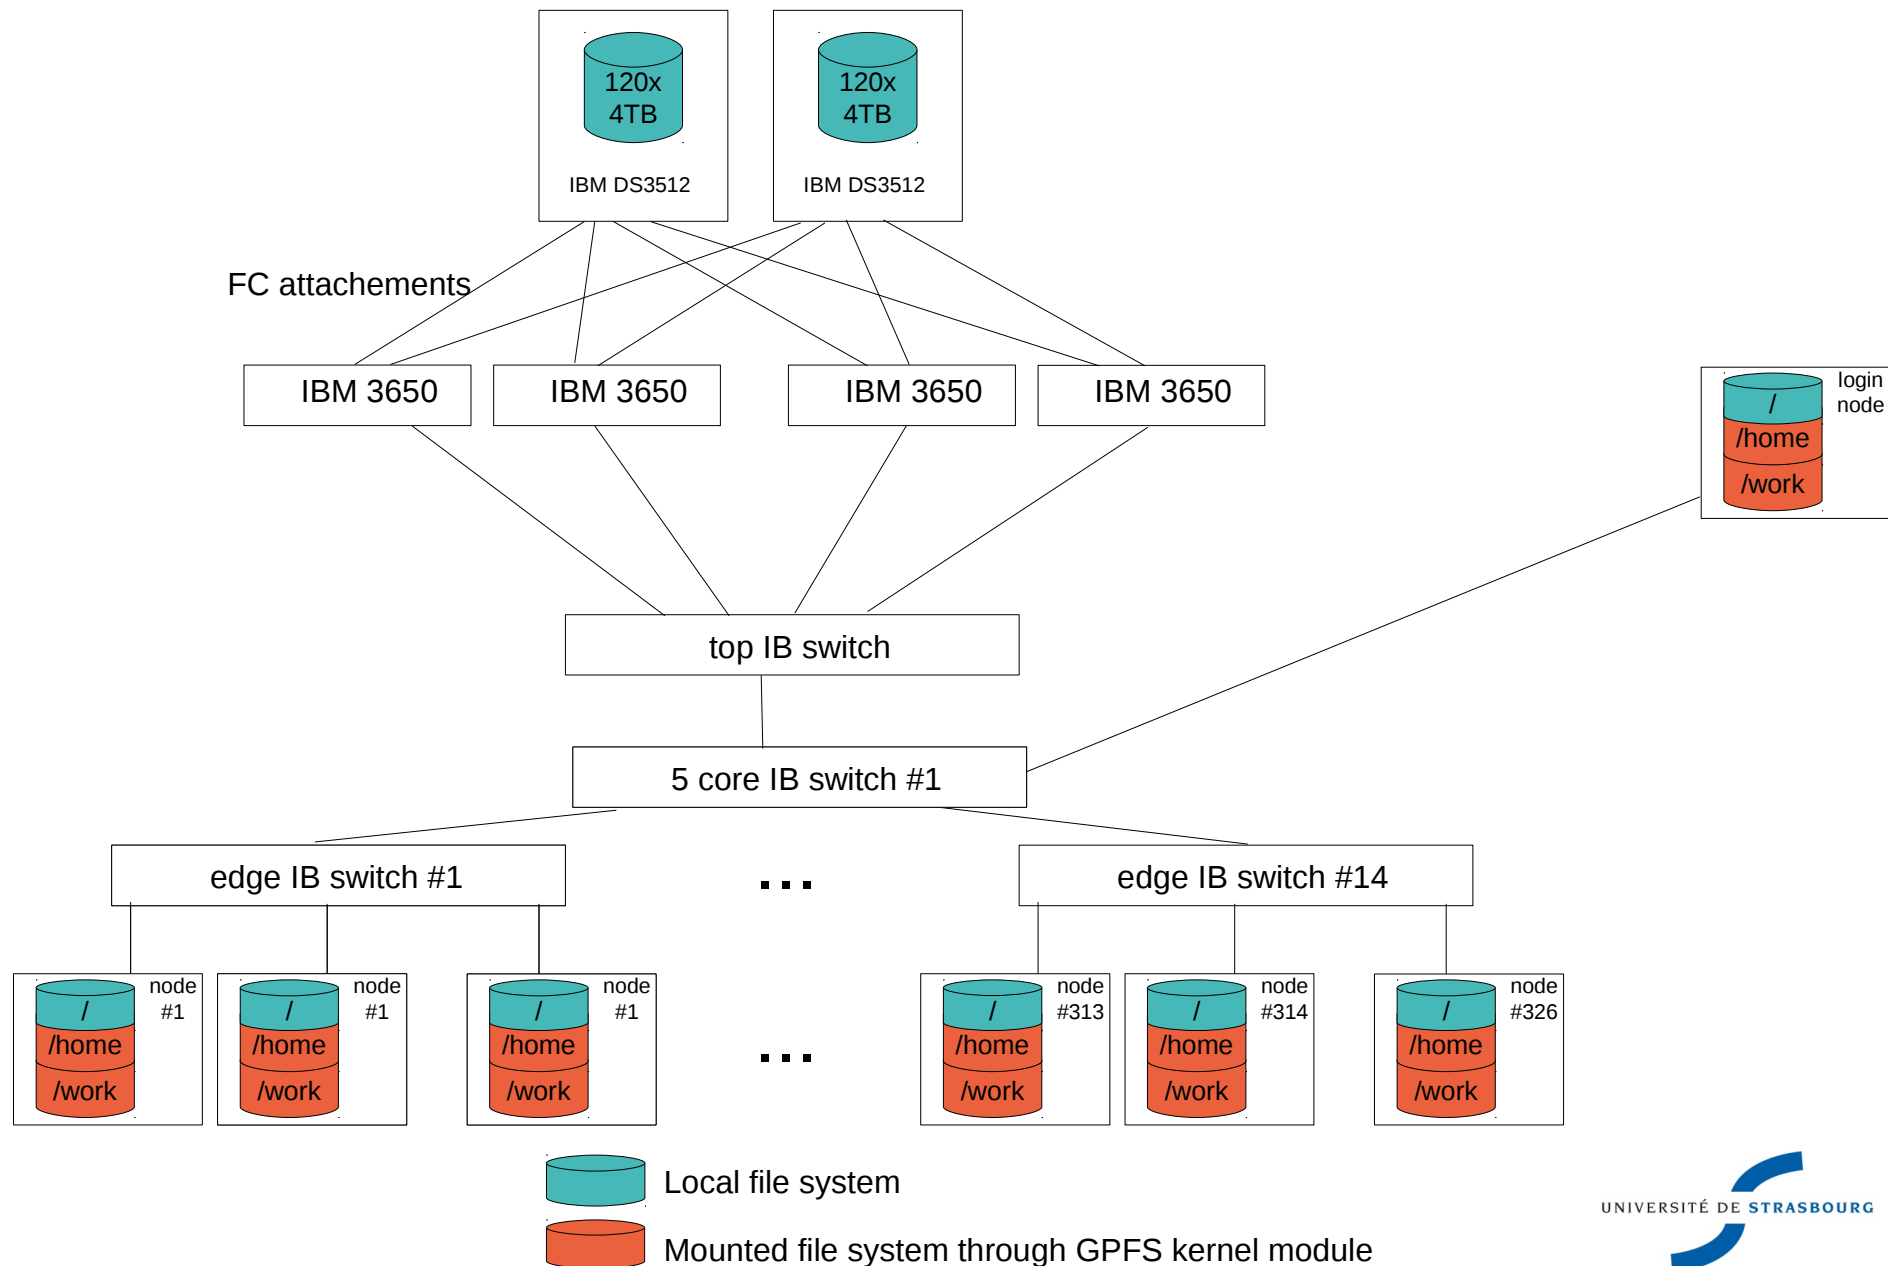 120x
4TB
120x
4TB
IBM DS3512
IBM DS3512
FC attachements
IBM 3650
IBM 3650
IBM 3650
IBM 3650
login
node
/
/home
/work
top IB switch
5 core IB switch #1
edge IB switch #1
...
edge IB switch #14
node
#1
/
/home
/work
node
#1
/
/home
/work
node
#1
/
/home
/work
...
node
#313
/
/home
/work
node
#314
/
/home
/work
node
#326
/
/home
/work
Local file system
Mounted file system through GPFS kernel module
UNIVERSITÉ DE STRASBOURG